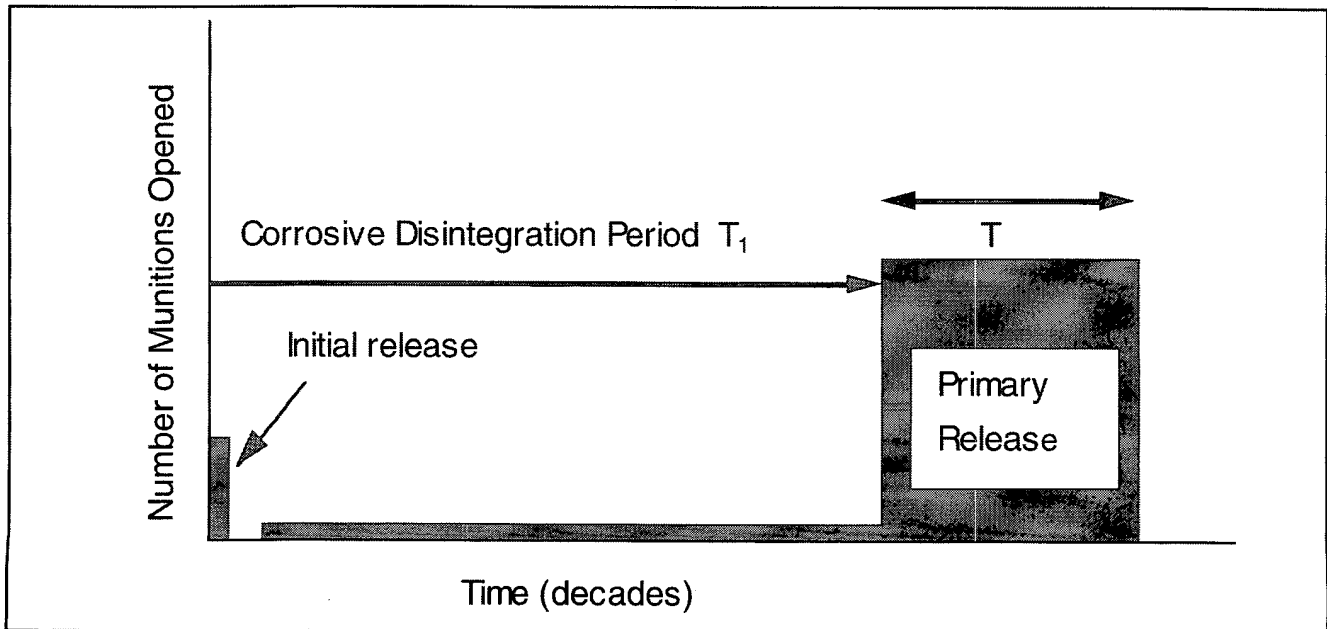 Number of Munitions Opened
Corrosive Disintegration Period T₁
T
Initial release
Primary
Release
Time (decades)